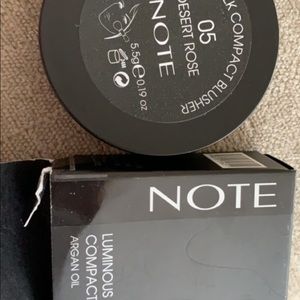 COMPACT BLUSHER
05
DESERT ROSE
5.5g℮0.19 oz
NOTE
NOTE
LUMINOUS
COMPACT
ARGAN OIL